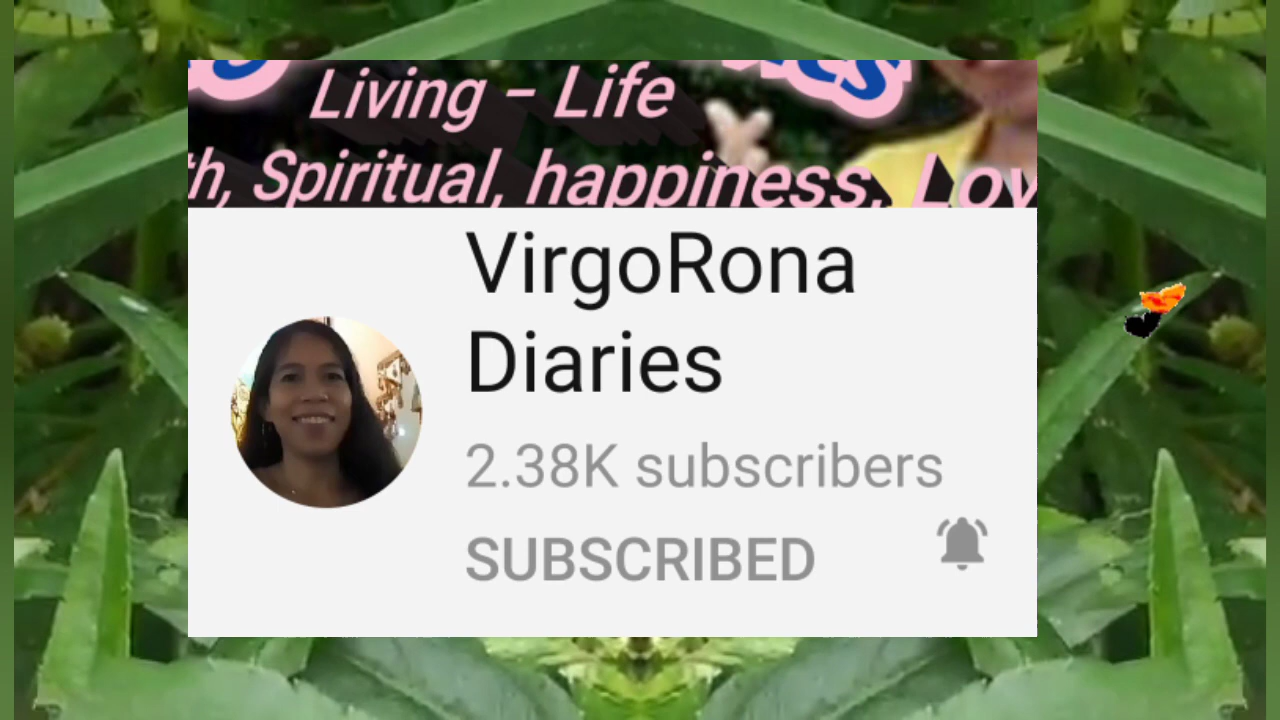 Living - Life
Spiritual, happiness,
VirgoRona
Diaries
2.38K subscribers
SUBSCRIBED